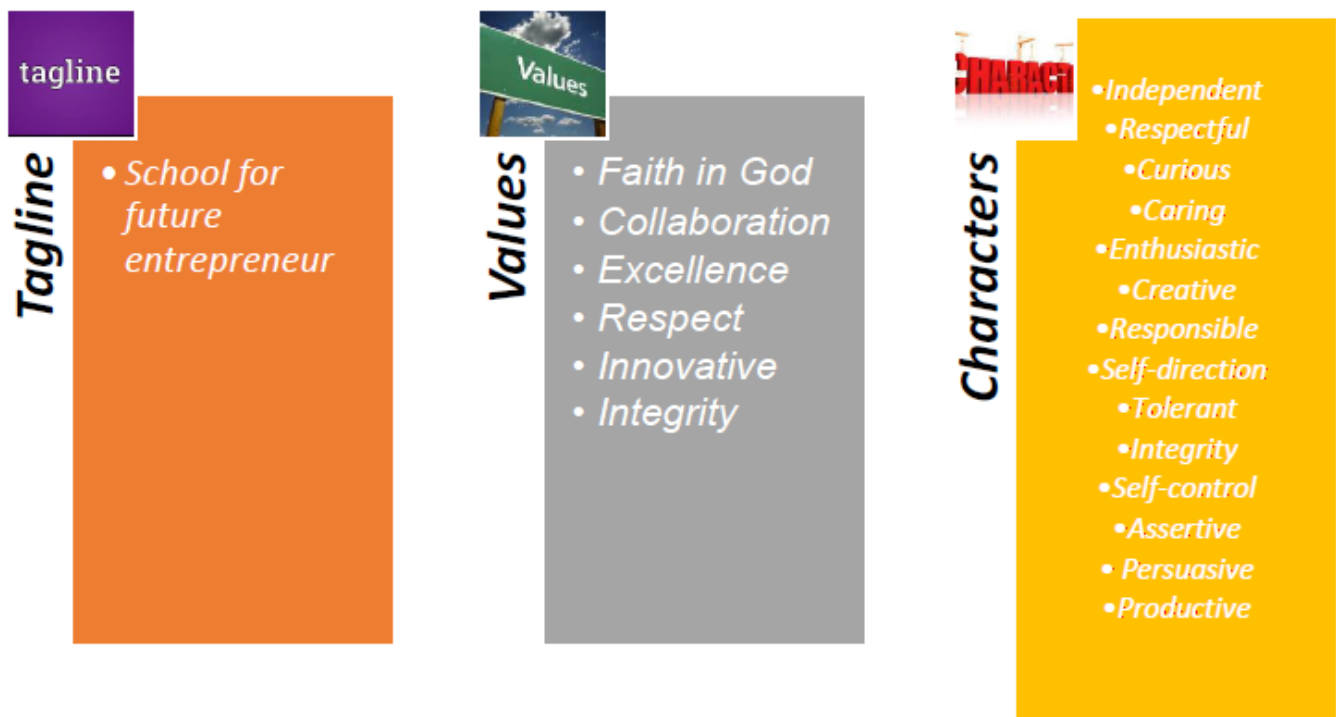 tagline
Tagline
• School for
future
entrepreneur
Values
Values
• Faith in God
• Collaboration
• Excellence
• Respect
• Innovative
• Integrity
CHARACT
Characters
•Independent
•Respectful
•Curious
•Caring
•Enthusiastic
•Creative
•Responsible
•Self-direction
•Tolerant
•Integrity
•Self-control
•Assertive
• Persuasive
•Productive